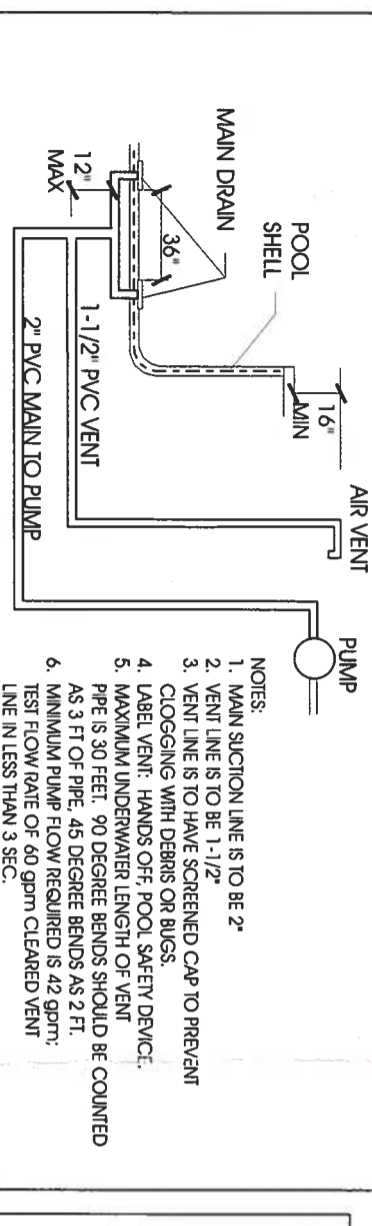 MAIN DRAIN
POOL
SHELL
16"
MIN
AIR VENT
PUMP
36"
12"
MAX
1-1/2" PVC VENT
2" PVC MAIN TO PUMP
NOTES:
1. MAIN SUCTION LINE IS TO BE 2"
2. VENT LINE IS TO BE 1-1/2"
3. VENT LINE IS TO HAVE SCREENED CAP TO PREVENT
CLOGGING WITH DEBRIS OR BUGS.
4. LABEL VENT: HANDS OFF, POOL SAFETY DEVICE.
5. MAXIMUM UNDERWATER LENGTH OF VENT
PIPE IS 30 FEET. 90 DEGREE BENDS SHOULD BE COUNTED
AS 3 FT OF PIPE, 45 DEGREE BENDS AS 2 FT.
6. MINIMUM PUMP FLOW REQUIRED IS 42 gpm;
TEST FLOW RATE OF 60 gpm CLEARED VENT
LINE IN LESS THAN 3 SEC.